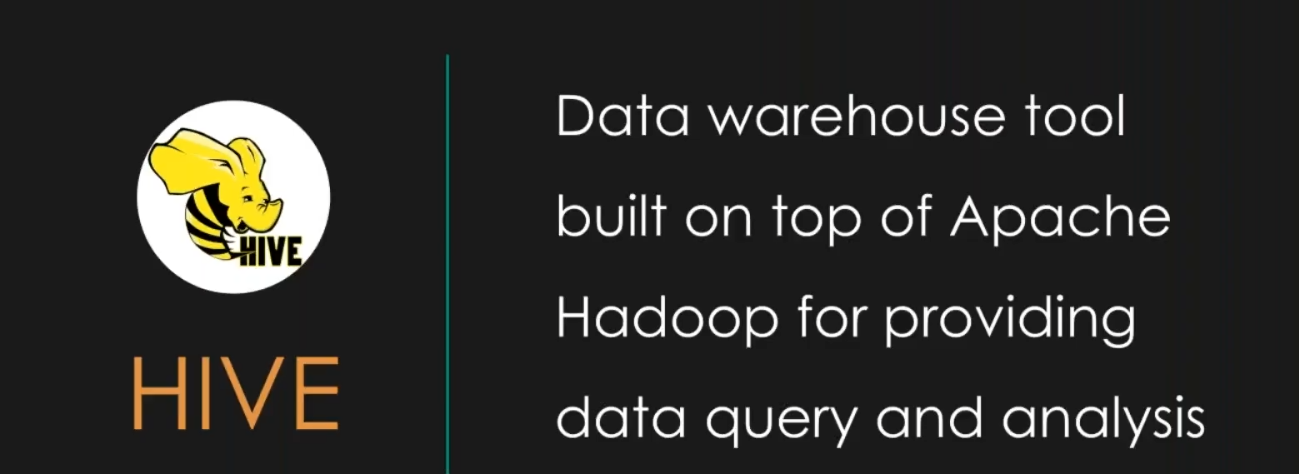 HIVE
HIVE
Data warehouse tool
built on top of Apache
Hadoop for providing
data query and analysis